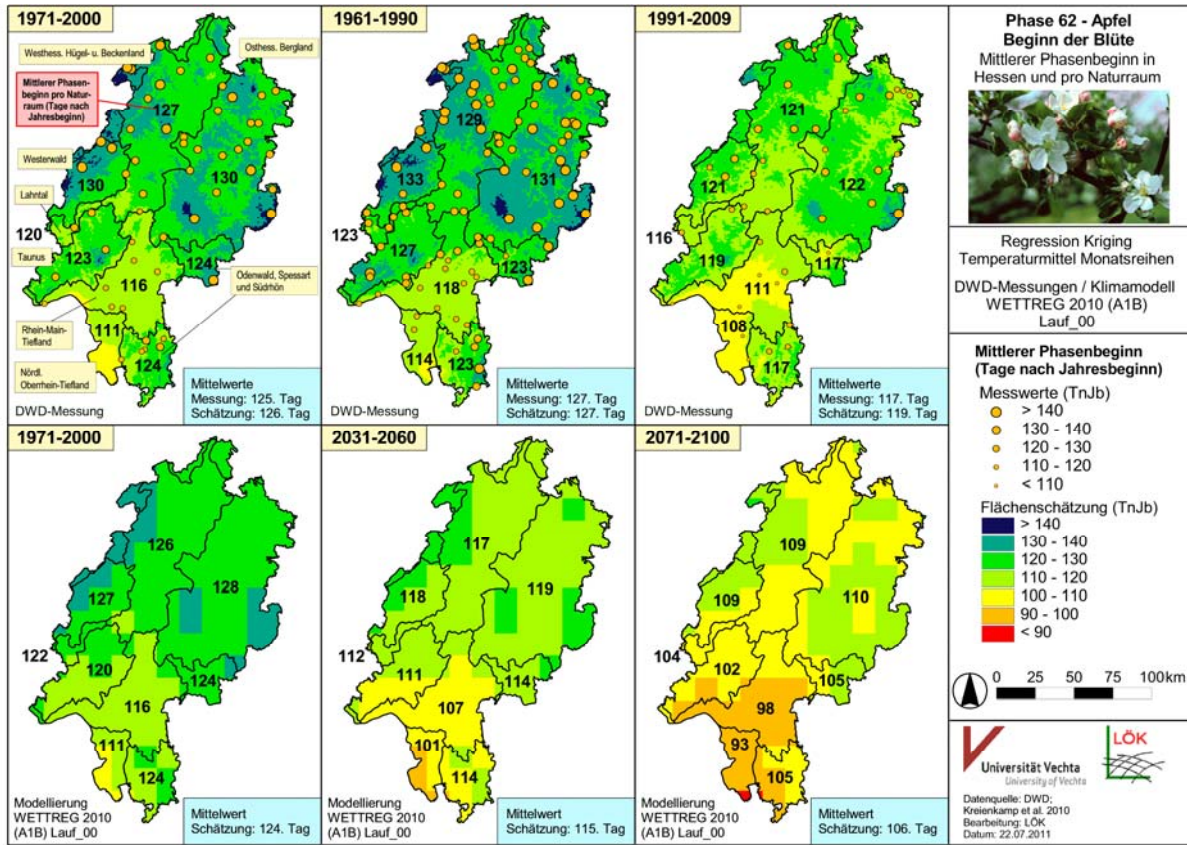 1971-2000
Westhess. Hügel- u. Beckenland
Osthess. Bergland
Mittlerer Phasen-
beginn pro Natur-
raum (Tage nach
Jahresbeginn)
127
Westerwald
130
130
Lahntal
120
Taunus
123
124
116
Odenwald, Spessart
und Südrhön
Rhein-Main-
Tiefland
111
124
Nördl.
Oberrhein-Tiefland
DWD-Messung
Mittelwerte
Messung: 125. Tag
Schätzung: 126. Tag
1961-1990
129
133
131
123
127
123
118
114
123
DWD-Messung
Mittelwerte
Messung: 127. Tag
Schätzung: 127. Tag
1991-2009
121
121
122
116
119
117
111
108
117
DWD-Messung
Mittelwerte
Messung: 117. Tag
Schätzung: 119. Tag
Phase 62 - Apfel
Beginn der Blüte
Mittlerer Phasenbeginn in
Hessen und pro Naturraum
Regression Kriging
Temperaturmittel Monatsreihen
DWD-Messungen / Klimamodell
WETTREG 2010 (A1B)
Lauf_00
1971-2000
126
128
127
122
120
124
116
111
124
Modellierung
WETTREG 2010
(A1B) Lauf_00
Mittelwert
Schätzung: 124. Tag
2031-2060
117
118
119
112
111
114
107
101
114
Modellierung
WETTREG 2010
(A1B) Lauf_00
Mittelwert
Schätzung: 115. Tag
2071-2100
109
109
110
104
102
105
98
93
105
Modellierung
WETTREG 2010
(A1B) Lauf_00
Mittelwert
Schätzung: 106. Tag
Mittlerer Phasenbeginn
(Tage nach Jahresbeginn)
Messwerte (TnJb)
> 140
130 - 140
120 - 130
110 - 120
< 110
Flächenschätzung (TnJb)
> 140
130 - 140
120 - 130
110 - 120
100 - 110
90 - 100
< 90
0 25 50 75 100 km
Universität Vechta
University of Vechta
LÖK
Datenquelle: DWD;
Kreienkamp et al. 2010
Bearbeitung: LÖK
Datum: 22.07.2011